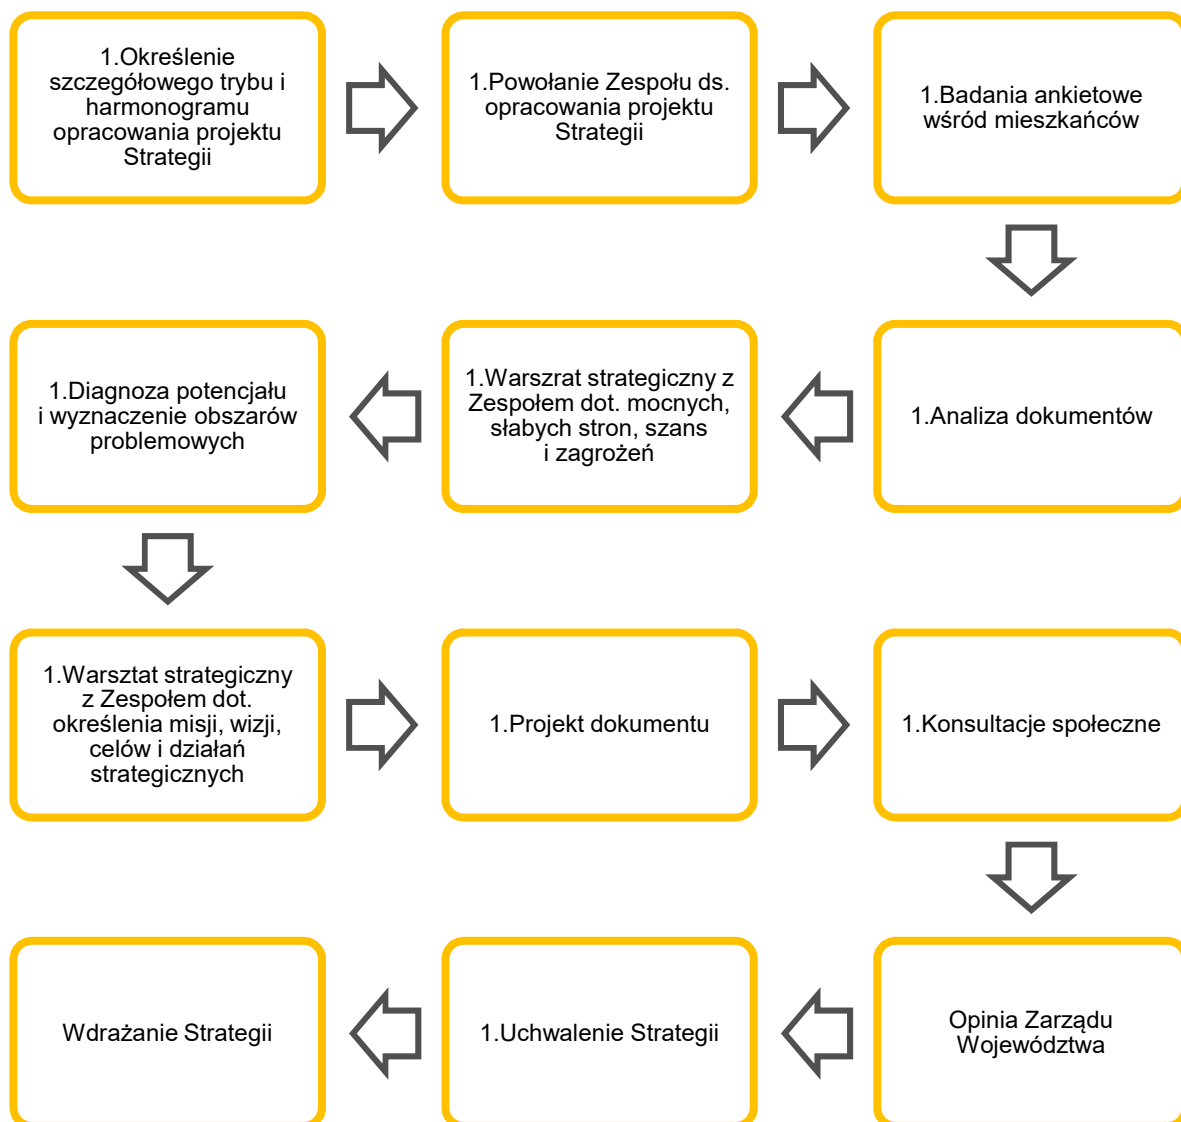 1.Określenie
szczegółowego trybu i
harmonogramu
opracowania projektu
Strategii
1.Powołanie Zespołu ds.
opracowania projektu
Strategii
1.Badania ankietowe
wśród mieszkańców
1.Analiza dokumentów
1.Warszrat strategiczny z
Zespołem dot. mocnych,
słabych stron, szans
i zagrożeń
1.Diagnoza potencjału
i wyznaczenie obszarów
problemowych
1.Warsztat strategiczny
z Zespołem dot.
określenia misji, wizji,
celów i działań
strategicznych
1.Projekt dokumentu
1.Konsultacje społeczne
Opinia Zarządu
Województwa
1.Uchwalenie Strategii
Wdrażanie Strategii